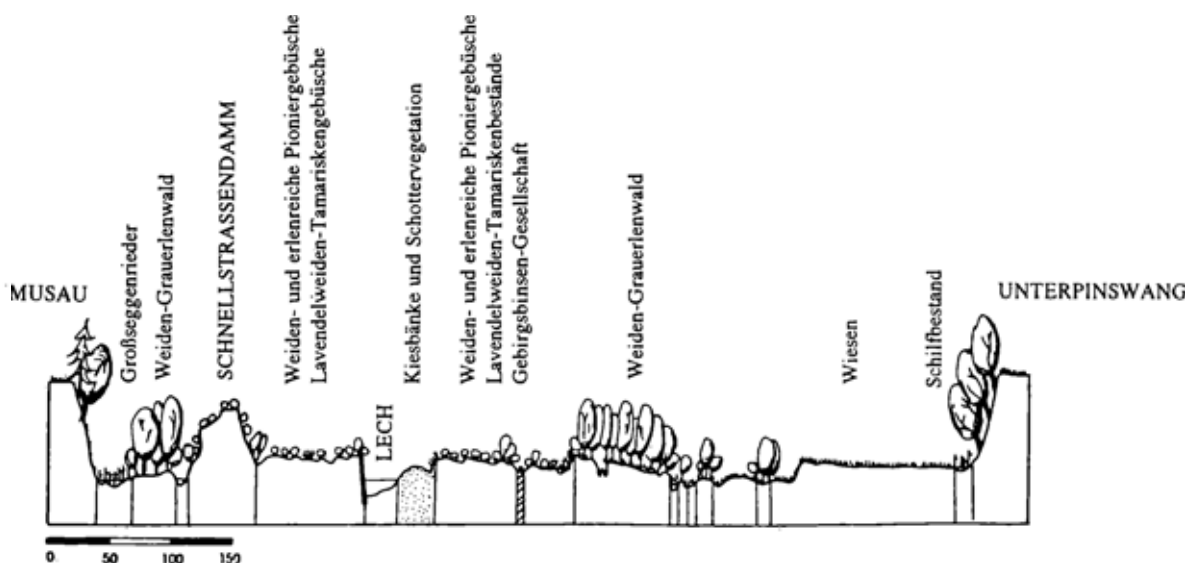 MUSAU
Großseggenrieder
Weiden-Grauerlenwald
SCHNELLSTRASSENDAMM
Weiden- und erlenreiche Pioniergebüsche
Lavendelweiden-Tamariskengebüsche
LECH
Kiesbänke und Schottervegetation
Weiden- und erlenreiche Pioniergebüsche
Lavendelweiden-Tamariskenbestände
Gebirgsbinsen-Gesellschaft
Weiden-Grauerlenwald
Wiesen
Schilfbestand
UNTERPINSWANG
0 50 100 150